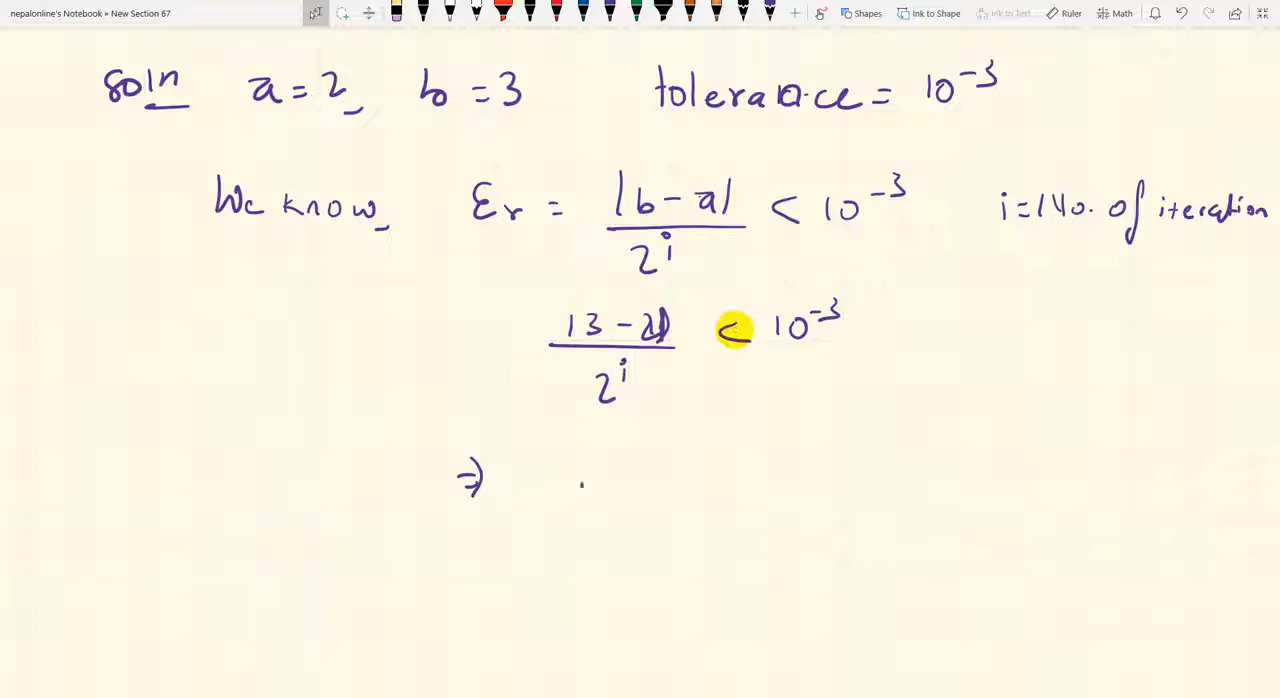 nepalonline's Notebook » New Section 67
Shapes Ink to Shape Ink to Text Ruler Math
Soln a = 2, b = 3 tolerance = 10^-3
We know, Er = |b - a| / 2^i < 10^-3 i = No. of iteration
|3 - 2| / 2^i < 10^-3
⇒